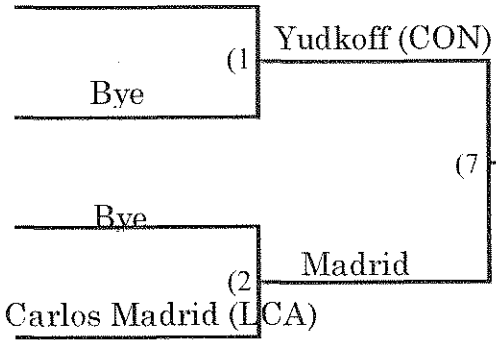 Yudkoff (CON)
(1
Bye
(7
Bye
(2
Madrid
Carlos Madrid (LCA)